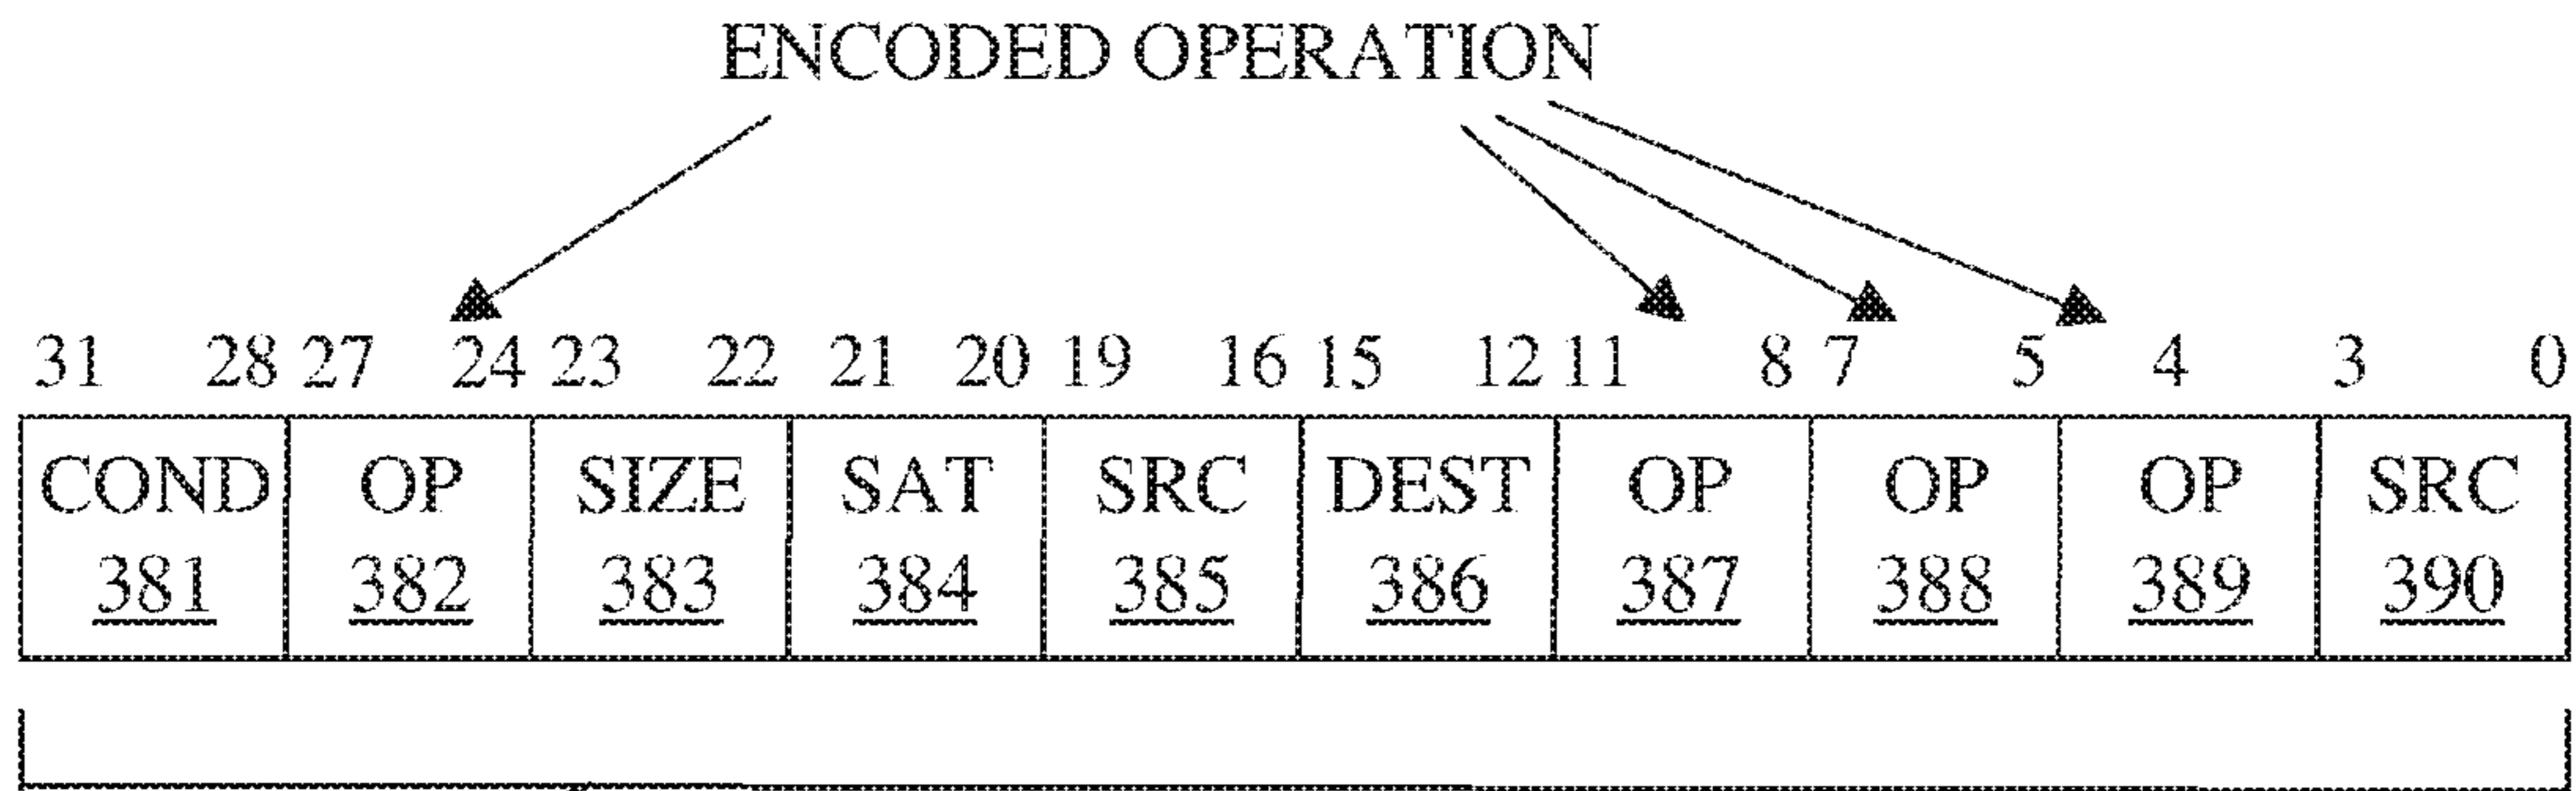 ENCODED OPERATION
31 28 27 24 23 22 21 20 19 16 15 12 11 8 7 5 4 3 0
COND OP SIZE SAT SRC DEST OP OP OP SRC
381 382 383 384 385 386 387 388 389 390